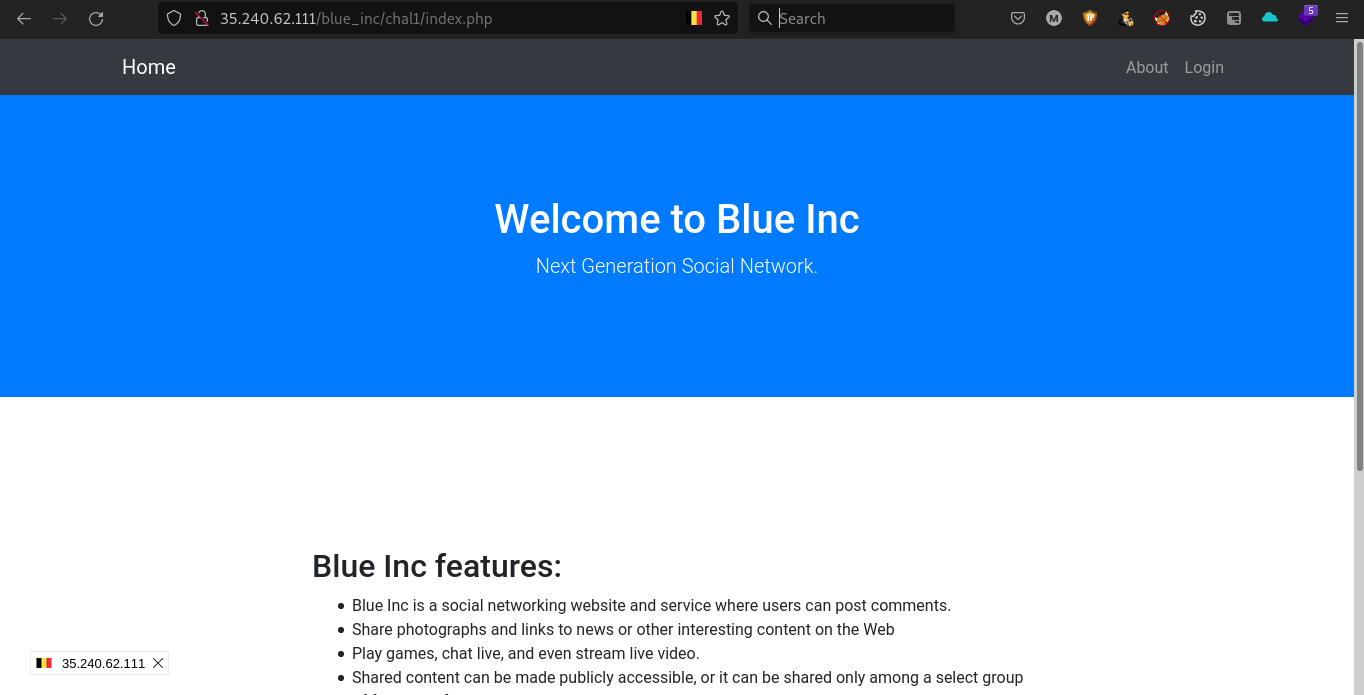 35.240.62.111/blue_inc/chal1/index.php
Search
M
IP
5
Home
About
Login
Welcome to Blue Inc
Next Generation Social Network.
Blue Inc features:
Blue Inc is a social networking website and service where users can post comments.
Share photographs and links to news or other interesting content on the Web
Play games, chat live, and even stream live video.
Shared content can be made publicly accessible, or it can be shared only among a select group
35.240.62.111